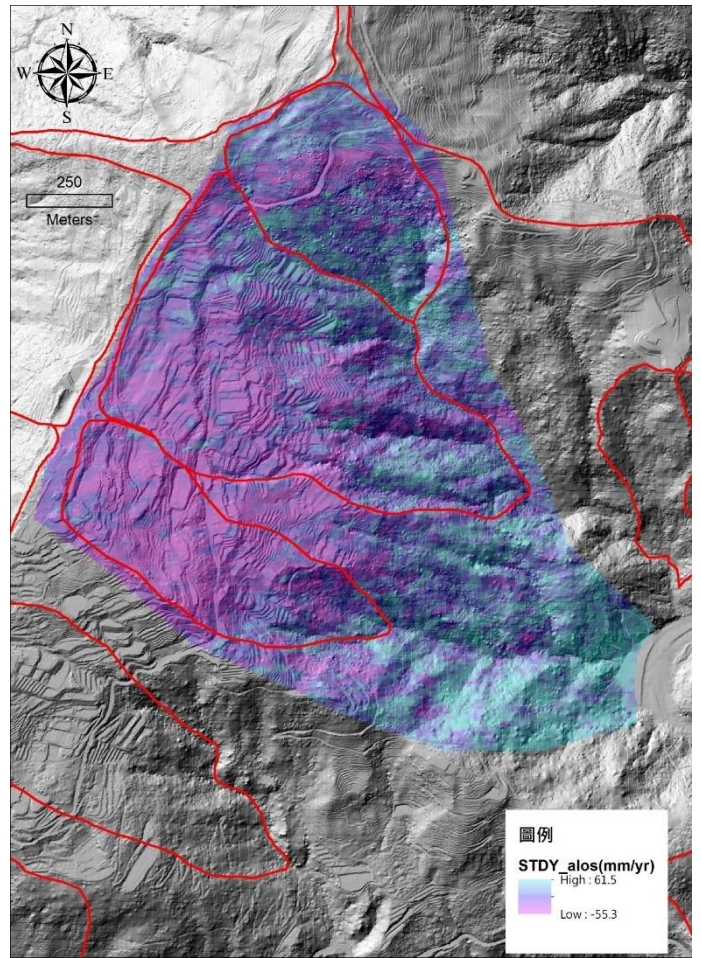 N
W E
S
250
Meters
圖例
STDY_alos(mm/yr)
High : 61.5
Low : -55.3